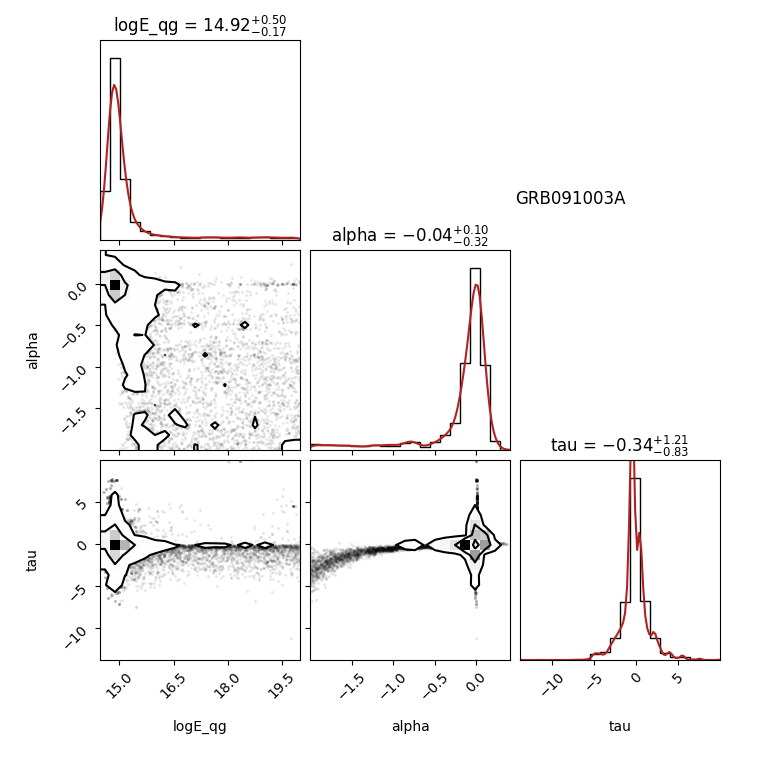 logE_qg = 14.92+0.50−0.17
GRB091003A
alpha = −0.04+0.10−0.32
alpha
0.0
−0.5
−1.0
−1.5
tau = −0.34+1.21−0.83
tau
5
0
−5
−10
15.0 16.5 18.0 19.5
−1.5 −1.0 −0.5 0.0
−10 −5 0 5
logE_qg alpha tau